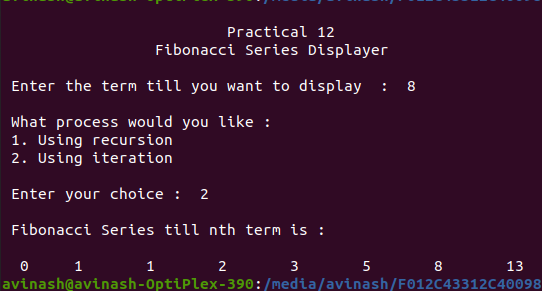 Practical 12
Fibonacci Series Displayer
Enter the term till you want to display : 8
What process would you like :
1. Using recursion
2. Using iteration
Enter your choice : 2
Fibonacci Series till nth term is :
0 1 1 2 3 5 8 13
avinash@avinash-OptiPlex-390:/media/avinash/F012C43312C40098